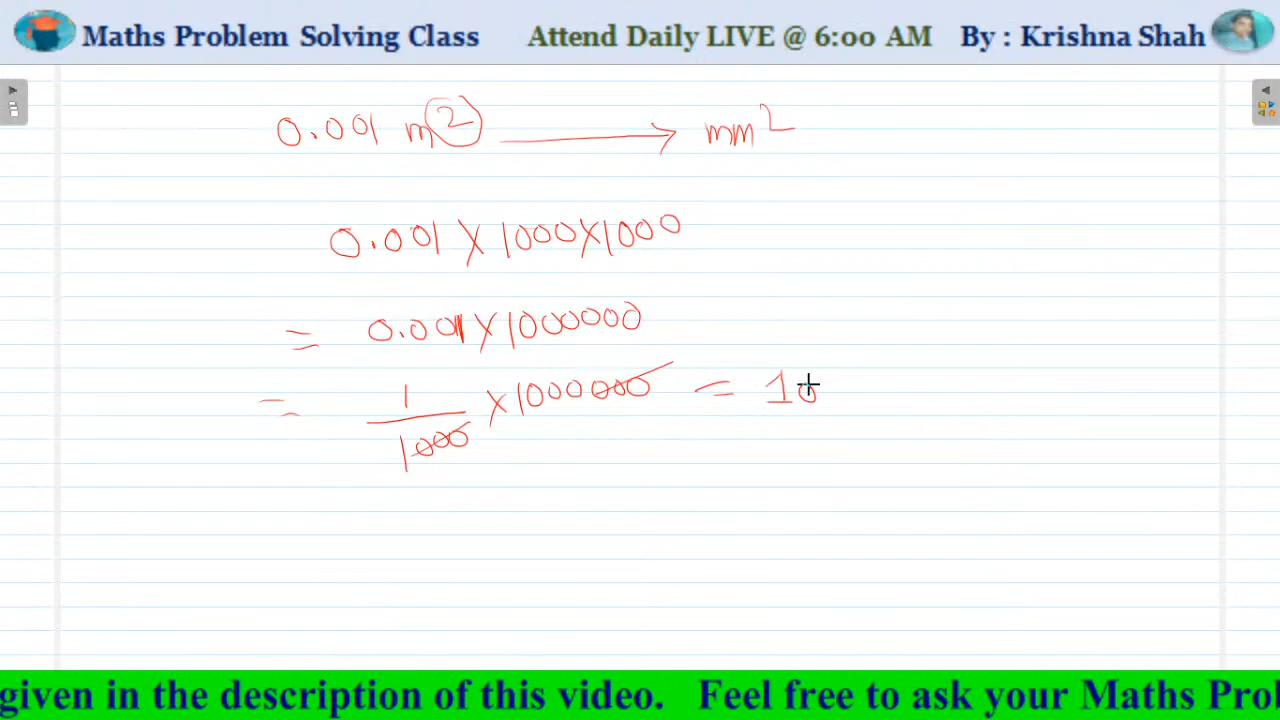 Maths Problem Solving Class Attend Daily LIVE @ 6:00 AM By : Krishna Shah
0.001 m² ⟶ mm²
0.001 × 1000 × 1000
= 0.001 × 1000000
= 1/1000 × 1000000 = 10
given in the description of this video. Feel free to ask your Maths Prol